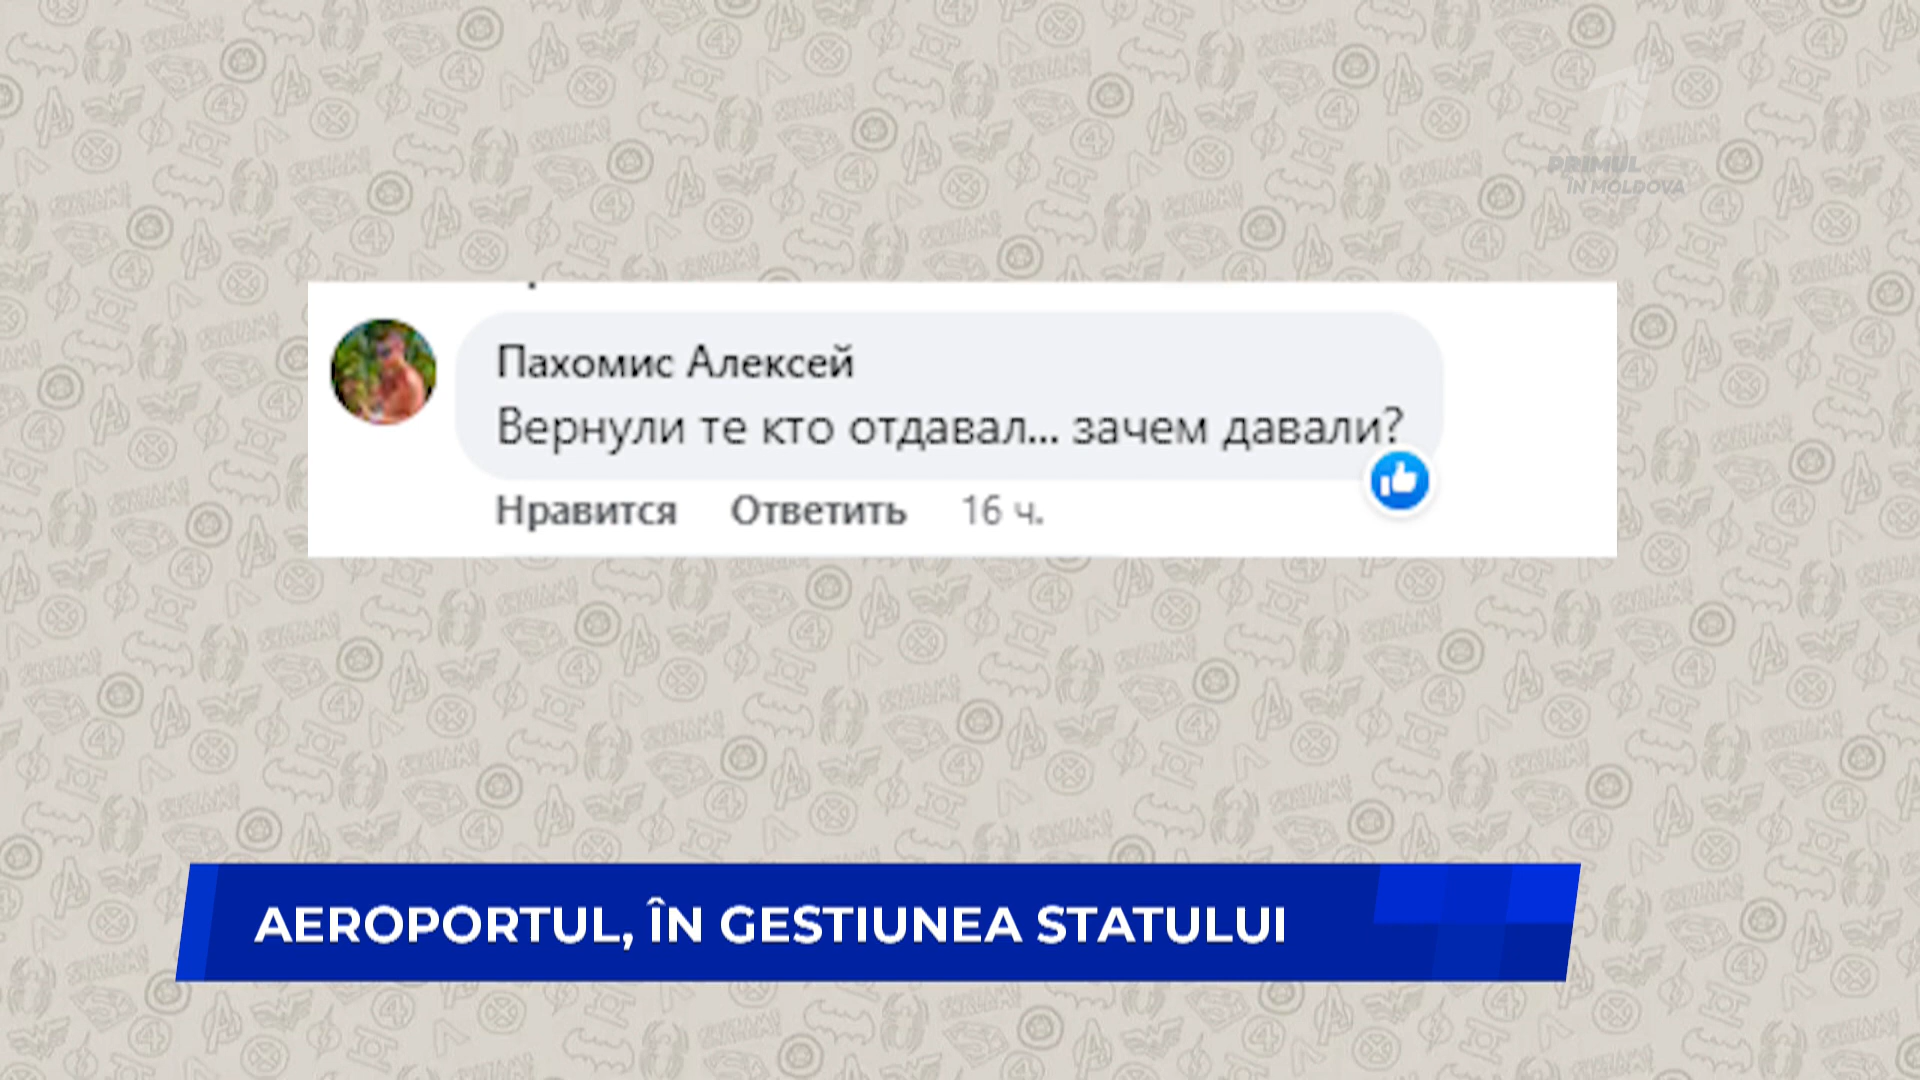 PRIMUL
ÎN MOLDOVA
Пахомис Алексей
Вернули те кто отдавал... зачем давали?
Нравится Ответить 16 ч.
AEROPORTUL, ÎN GESTIUNEA STATULUI